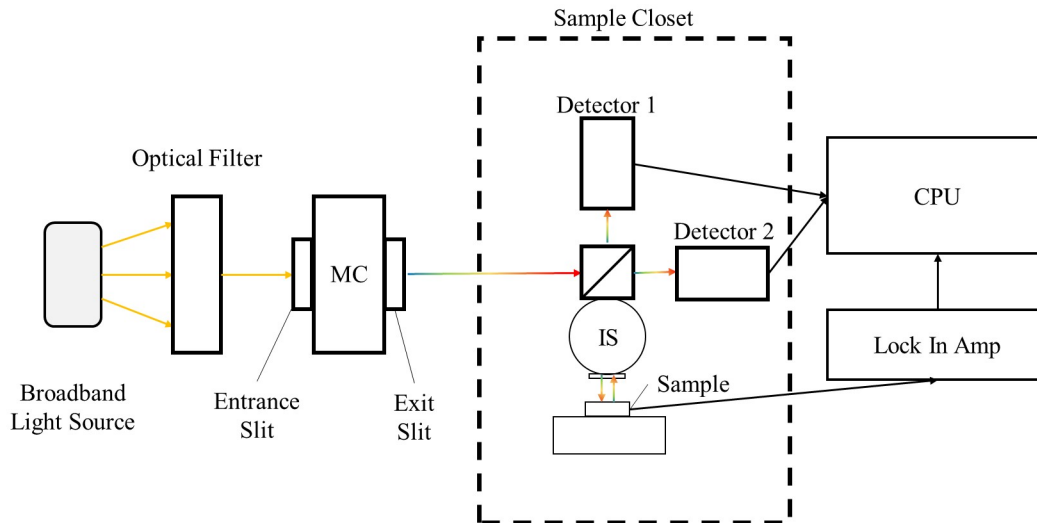 Sample Closet
Detector 1
Optical Filter
CPU
Detector 2
MC
IS
Lock In Amp
Sample
Broadband
Light Source
Entrance
Slit
Exit
Slit